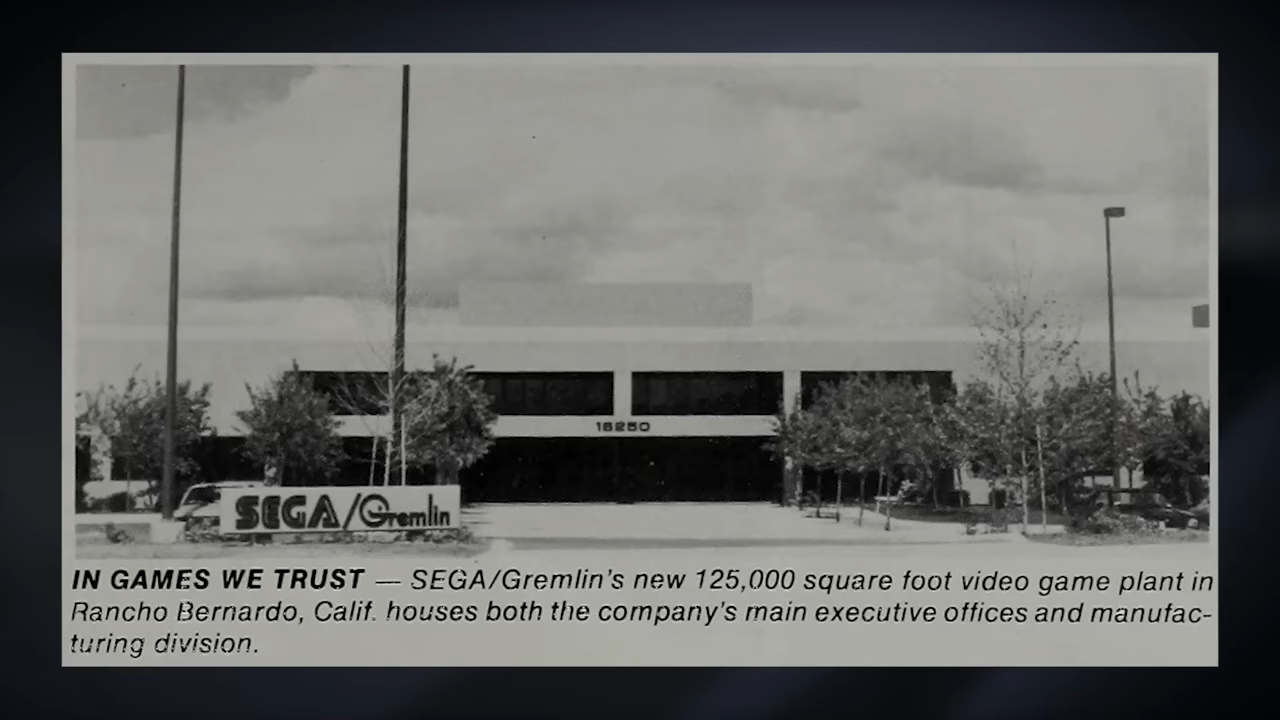 16250
SEGA/Gremlin
IN GAMES WE TRUST — SEGA/Gremlin's new 125,000 square foot video game plant in
Rancho Bernardo, Calif. houses both the company's main executive offices and manufac-
turing division.